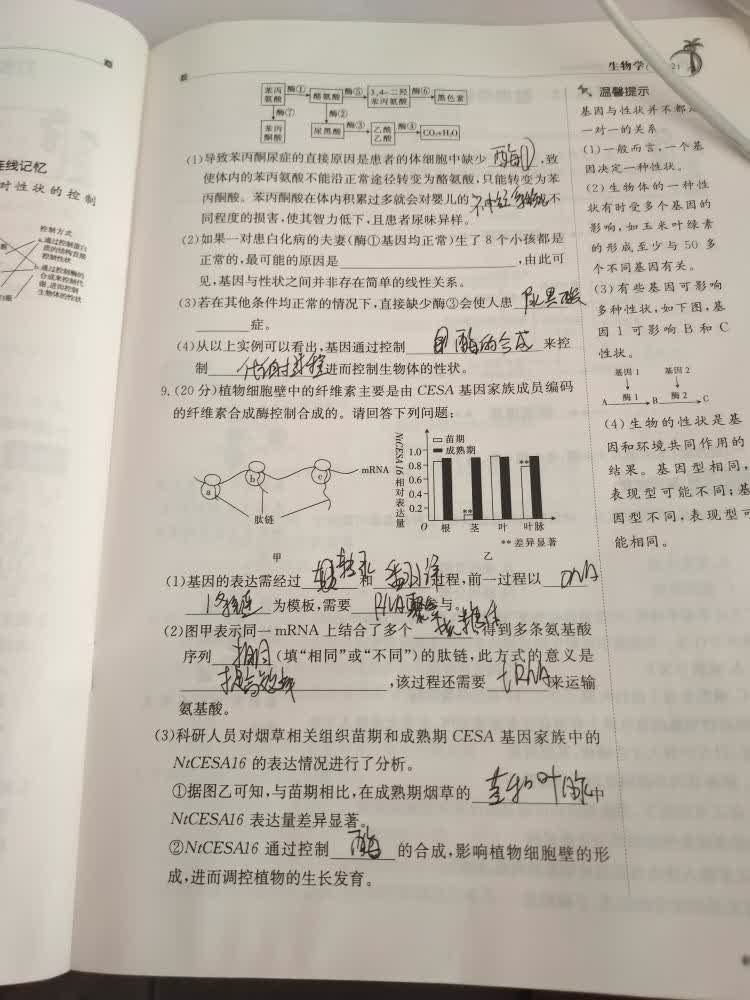 生物学(
连线记忆
对性状的控制
控制方式
a.通过控制蛋白
质的结构直接
控制性状
b.通过控制酶的
合成来控制代
谢,进而控制
生物体的性状
苯丙氨酸 酶① 酪氨酸 酶⑤ 3,4-二羟苯丙氨酸 酶⑥ 黑色素
酶⑦ 酶②
苯丙酮酸 尿黑酸 酶③ 乙酰乙酸 酶④ CO₂+H₂O
(1)导致苯丙酮尿症的直接原因是患者的体细胞中缺少 酶① ,致
使体内的苯丙氨酸不能沿正常途径转变为酪氨酸,只能转变为苯
丙酮酸。苯丙酮酸在体内积累过多就会对婴儿的 神经系统 不
同程度的损害,使其智力低下,且患者尿味异样。
(2)如果一对患白化病的夫妻(酶①基因均正常)生了8个小孩都是
正常的,最可能的原因是 ,由此可
见,基因与性状之间并非存在简单的线性关系。
(3)若在其他条件均正常的情况下,直接缺少酶③会使人患 尿黑酸
症。
(4)从以上实例可以看出,基因通过控制 酶的合成 来控
制 代谢过程 进而控制生物体的性状。
9.(20分)植物细胞壁中的纤维素主要是由CESA基因家族成员编码
的纤维素合成酶控制合成的。请回答下列问题:
a b c mRNA
肽链
甲
NtCESA16相对表达量
1.0
0.8
0.6
0.4
0.2
O
苗期
成熟期
** **
根 茎 叶 叶脉
** 差异显著
乙
(1)基因的表达需经过 转录 和 翻译 过程,前一过程以 DNA
1条链 为模板,需要 RNA聚合 参与。
(2)图甲表示同一mRNA上结合了多个 核糖体 ,得到多条氨基酸
序列 相同 (填“相同”或“不同”)的肽链,此方式的意义是
提高效率 ,该过程还需要 tRNA 来运输
氨基酸。
(3)科研人员对烟草相关组织苗期和成熟期CESA基因家族中的
NtCESA16的表达情况进行了分析。
①据图乙可知,与苗期相比,在成熟期烟草的 茎和叶脉 中
NtCESA16表达量差异显著。
②NtCESA16通过控制 酶 的合成,影响植物细胞壁的形
成,进而调控植物的生长发育。
温馨提示
基因与性状并不都是
一对一的关系
(1)一般而言,一个基
因决定一种性状。
(2)生物体的一种性
状有时受多个基因的
影响,如玉米叶绿素
的形成至少与50多
个不同基因有关。
(3)有些基因可影响
多种性状,如下图,基
因1可影响B和C
性状。
基因1 基因2
A 酶1 B 酶2 C
(4)生物的性状是基
因和环境共同作用的
结果。基因型相同,
表现型可能不同;基
因型不同,表现型可
能相同。